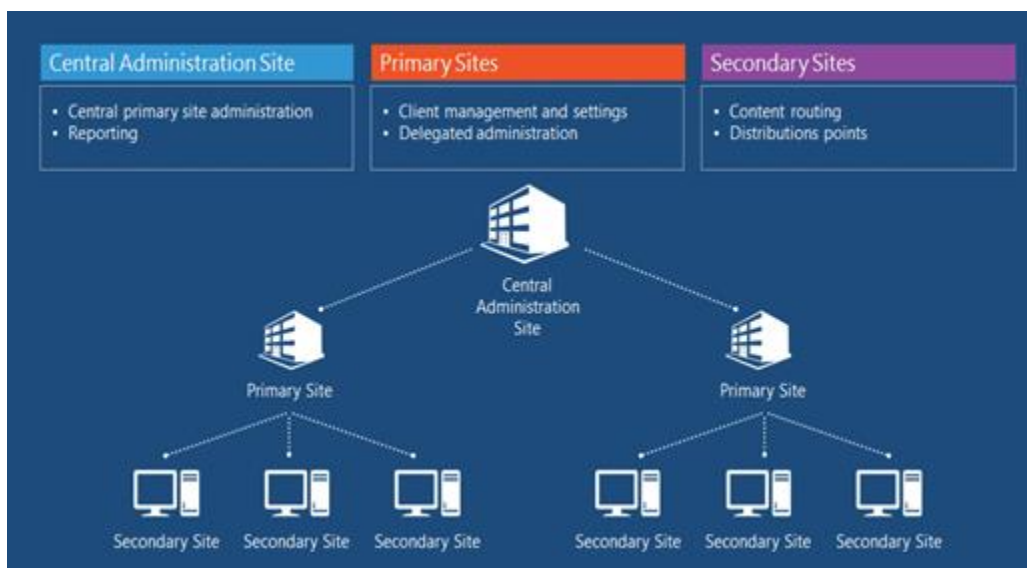 Central Administration Site
• Central primary site administration
• Reporting
Primary Sites
• Client management and settings
• Delegated administration
Secondary Sites
• Content routing
• Distributions points
Central
Administration
Site
Primary Site
Primary Site
Secondary Site
Secondary Site
Secondary Site
Secondary Site
Secondary Site
Secondary Site